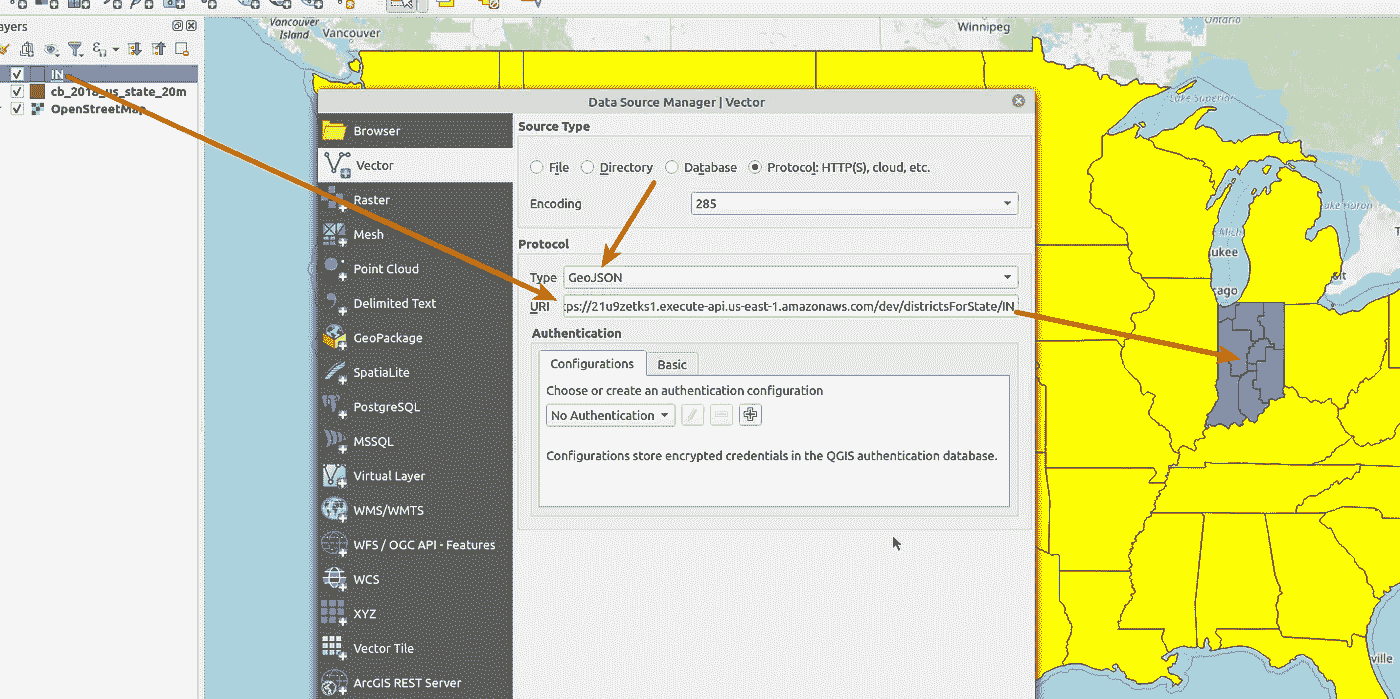 ayers
IN
cb_2018_us_state_20m
OpenStreetMap
Vancouver
Island
Vancouver
Winnipeg
Ontario
Lake Superior
ake Huron
Mich
ukee
ago
ville
Data Source Manager | Vector
Browser
Vector
Raster
Mesh
Point Cloud
Delimited Text
GeoPackage
SpatiaLite
PostgreSQL
MSSQL
Virtual Layer
WMS/WMTS
WFS / OGC API - Features
WCS
XYZ
Vector Tile
ArcGIS REST Server
Source Type
File Directory Database Protocol: HTTP(S), cloud, etc.
Encoding 285
Protocol
Type GeoJSON
URI tps://21u9zetks1.execute-api.us-east-1.amazonaws.com/dev/districtsForState/IN
Authentication
Configurations Basic
Choose or create an authentication configuration
No Authentication
Configurations store encrypted credentials in the QGIS authentication database.